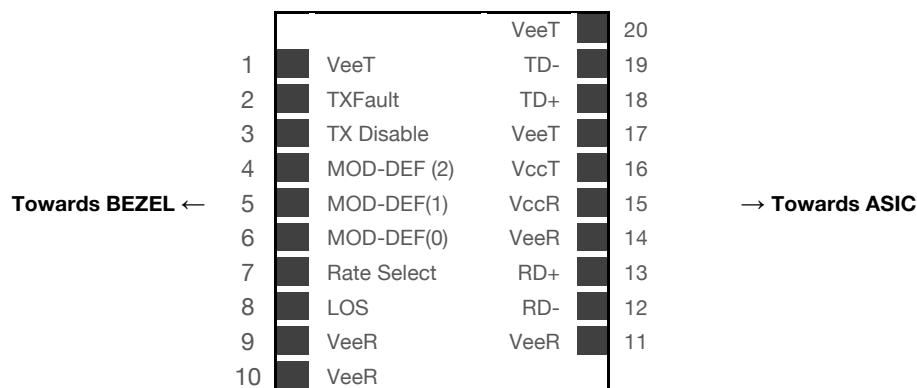 VeeT 20
1 VeeT TD- 19
2 TXFault TD+ 18
3 TX Disable VeeT 17
4 MOD-DEF (2) VccT 16
Towards BEZEL ← 5 MOD-DEF(1) VccR 15 → Towards ASIC
6 MOD-DEF(0) VeeR 14
7 Rate Select RD+ 13
8 LOS RD- 12
9 VeeR VeeR 11
10 VeeR